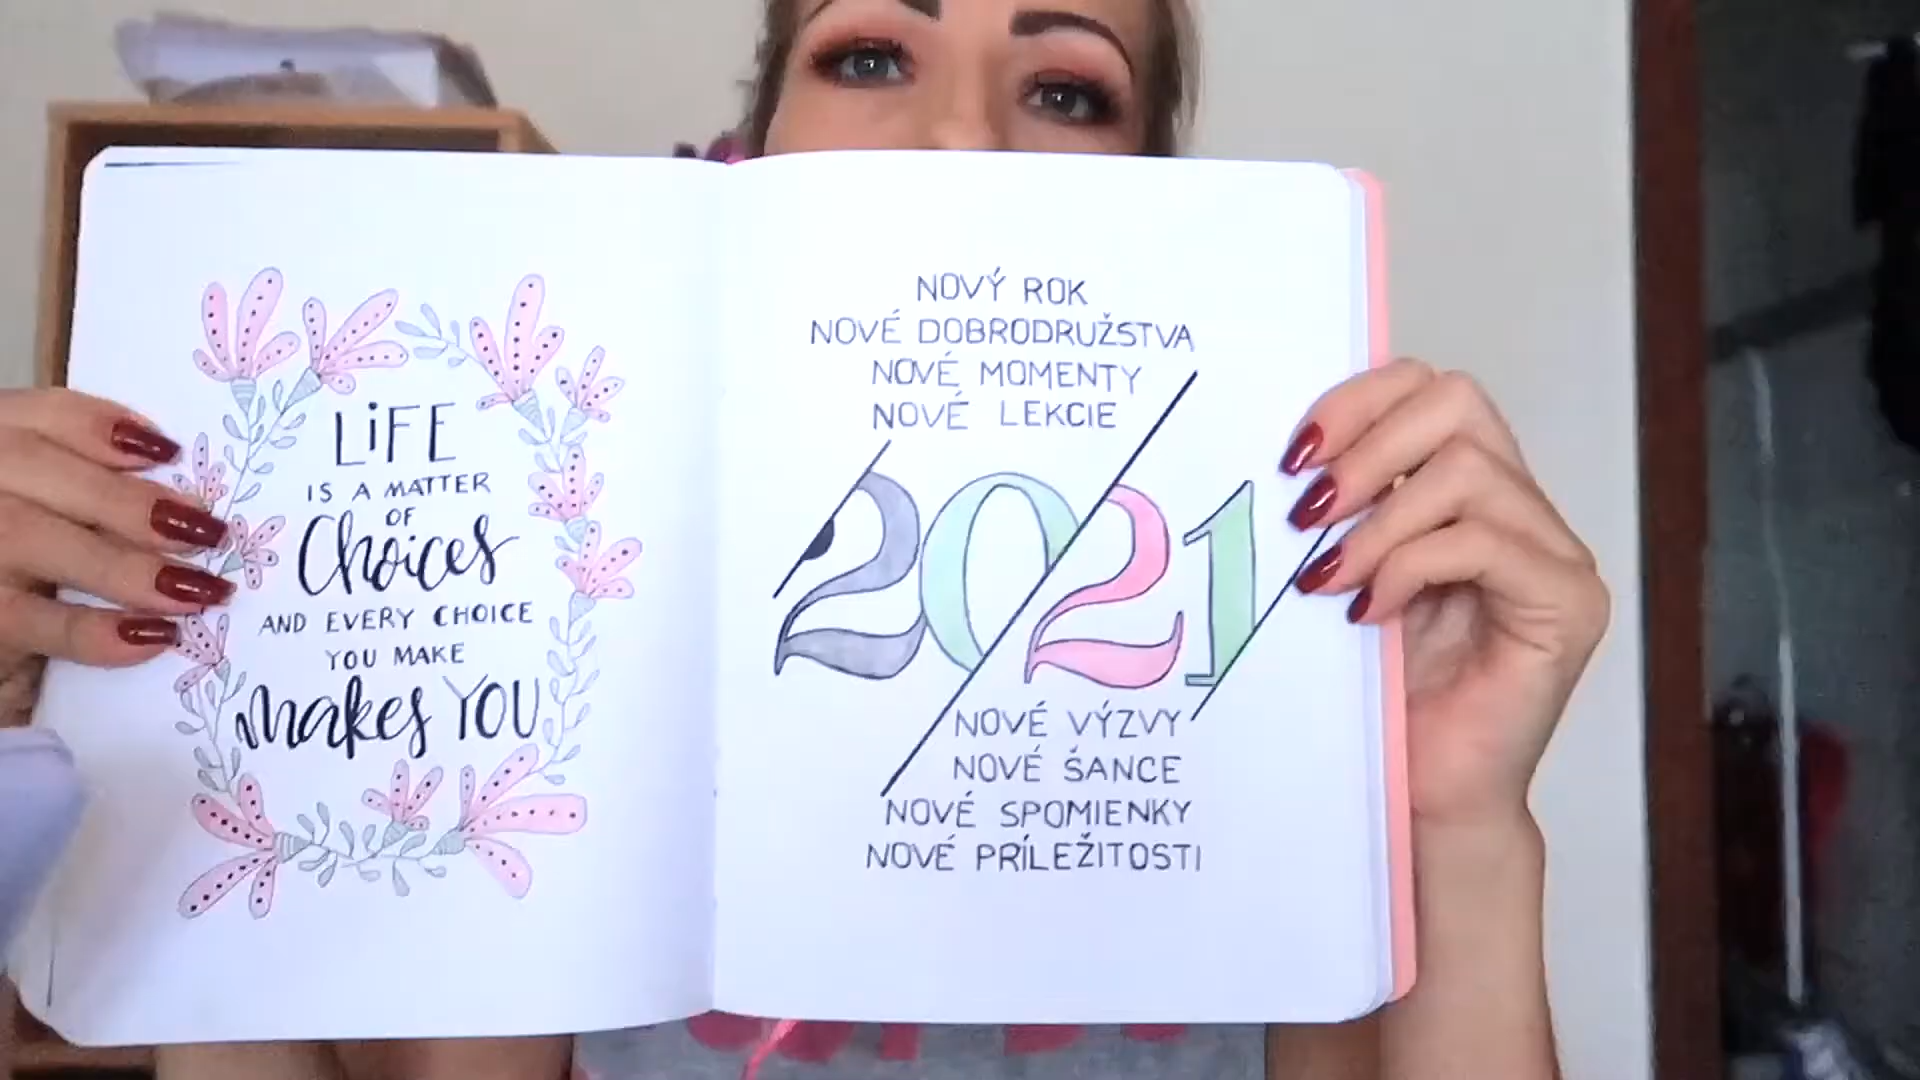 LiFE
IS A MATTER
OF
Choices
AND EVERY CHOICE
YOU MAKE
makes YOU
NOVÝ ROK
NOVÉ DOBRODRUŽSTVA
NOVÉ MOMENTY
NOVÉ LEKCIE
2021
NOVÉ VÝZVY
NOVÉ ŠANCE
NOVÉ SPOMIENKY
NOVÉ PRÍLEŽITOSTI